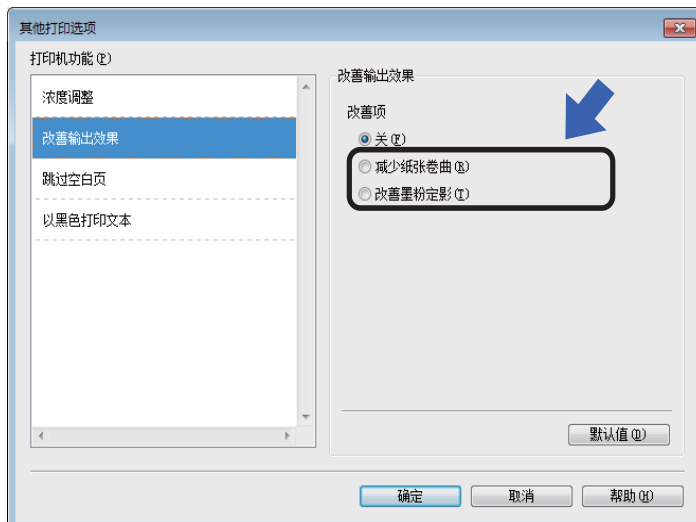 其他打印选项
打印机功能(P)
浓度调整
改善输出效果
跳过空白页
以黑色打印文本
改善输出效果
改善项
关(F)
减少纸张卷曲(R)
改善墨粉定影(T)
默认值(D)
确定
取消
帮助(H)